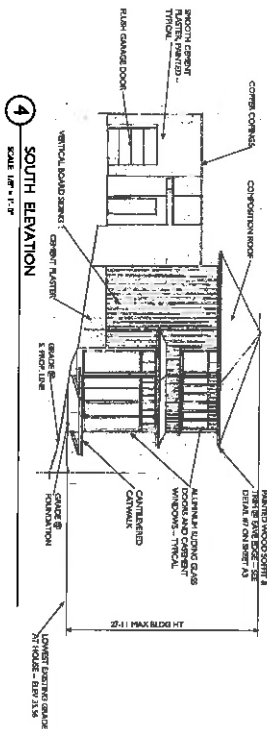 SMOOTH CEMENT
PLASTER, PAINTED –
TYPICAL
FLUSH GARAGE DOOR
COPPER COPINGS
COMPOSITION ROOF
PAINTED WOOD SOFFIT &
TRIM @ EAVE EDGE – SEE
DETAIL #7 ON SHEET A3
VERTICAL BOARD SIDING
CEMENT PLASTER
GRADE @
S. PROP. LINE
GRADE @
FOUNDATION
CANTILEVERED
CATWALK
ALUMINUM SLIDING GLASS
DOORS AND CASEMENT
WINDOWS – TYPICAL
27-11 MAX BLDG HT
LOWEST EXISTING GRADE
AT HOUSE – ELEV 25.56
4
SOUTH ELEVATION
SCALE: 1/8" = 1'-0"